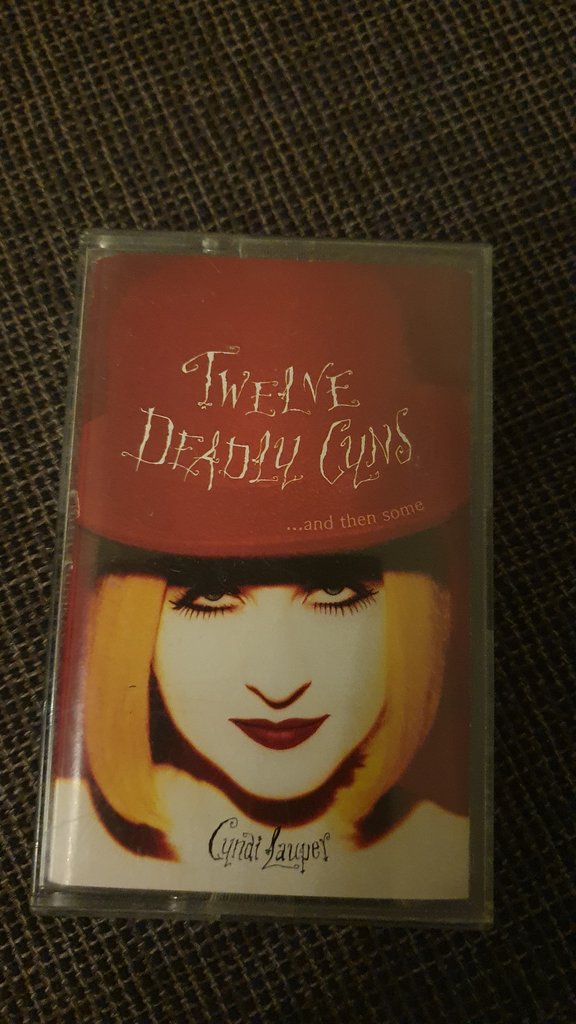 TWELVE
DEADLY CYNS
...and then some
Cyndi Lauper